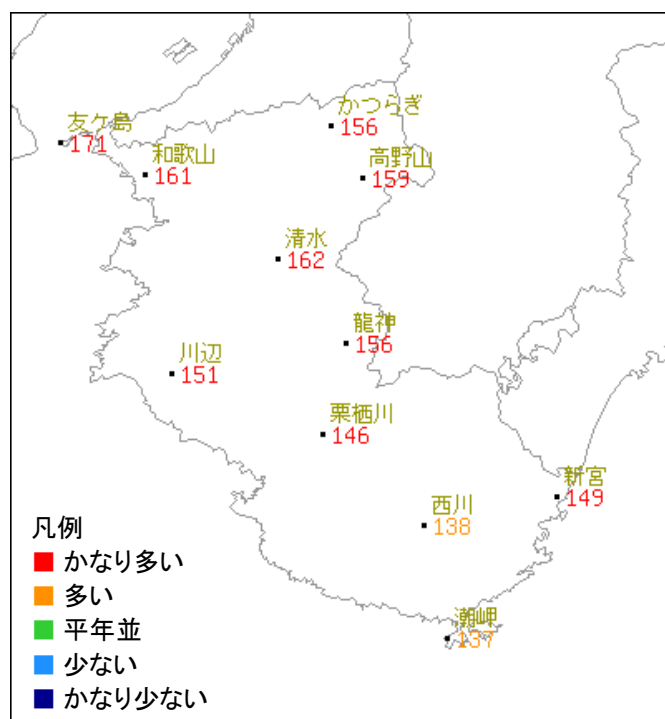 かつらぎ
156
友ケ島
171
和歌山
161
高野山
159
清水
162
龍神
156
川辺
151
栗栖川
146
新宮
149
西川
138
潮岬
137
凡例
かなり多い
多い
平年並
少ない
かなり少ない